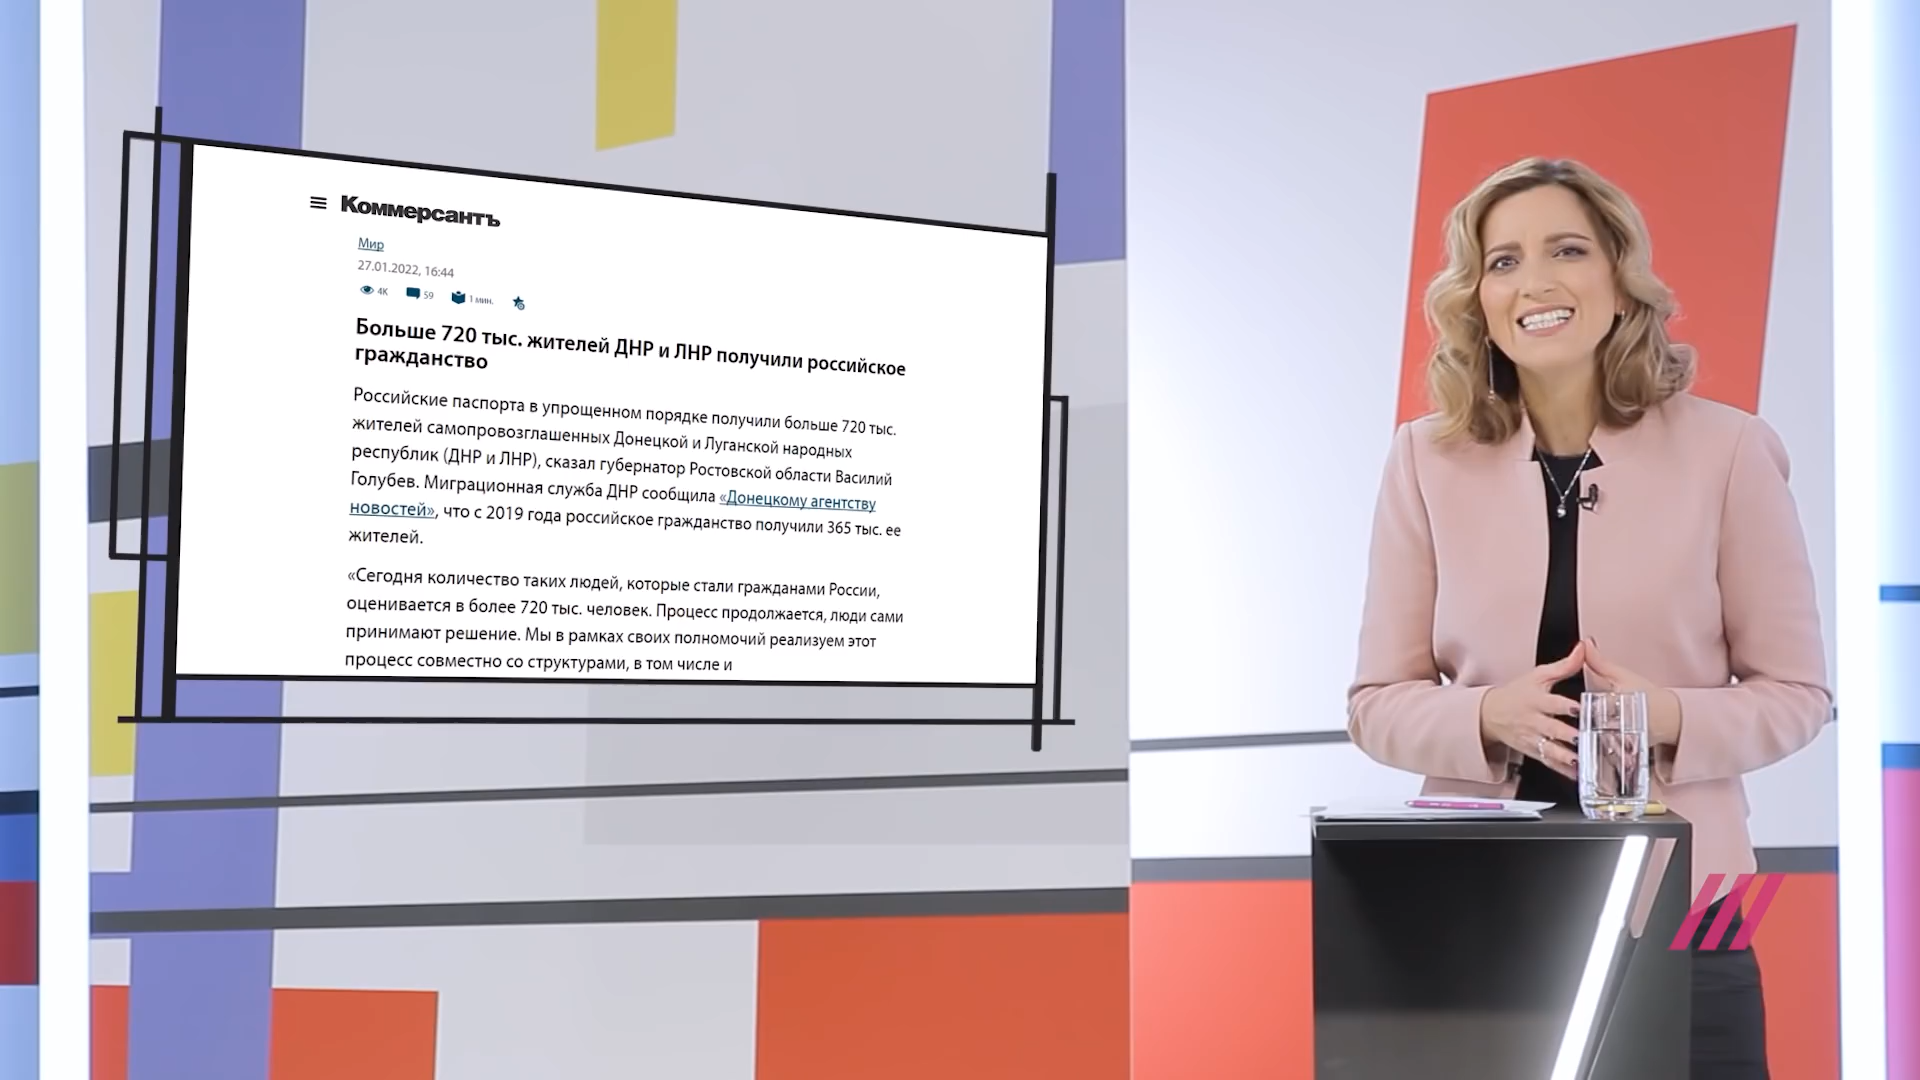 Коммерсантъ
Мир
27.01.2022, 16:44
4K 59 1 мин.
Больше 720 тыс. жителей ДНР и ЛНР получили российское
гражданство
Российские паспорта в упрощенном порядке получили больше 720 тыс.
жителей самопровозглашенных Донецкой и Луганской народных
республик (ДНР и ЛНР), сказал губернатор Ростовской области Василий
Голубев. Миграционная служба ДНР сообщила «Донецкому агентству
новостей», что с 2019 года российское гражданство получили 365 тыс. ее
жителей.
«Сегодня количество таких людей, которые стали гражданами России,
оценивается в более 720 тыс. человек. Процесс продолжается, люди сами
принимают решение. Мы в рамках своих полномочий реализуем этот
процесс совместно со структурами, в том числе и